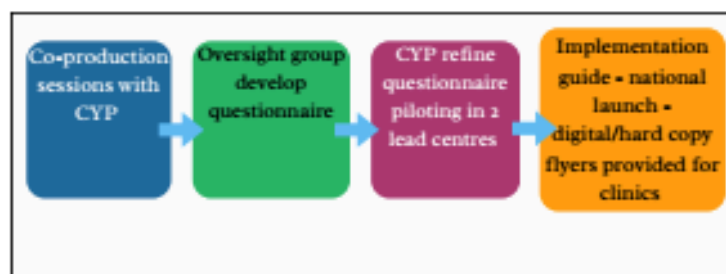 Co-production
sessions with
CYP
Oversight group
develop
questionnaire
CYP refine
questionnaire
piloting in 2
lead centres
Implementation
guide - national
launch -
digital/hard copy
flyers provided for
clinics